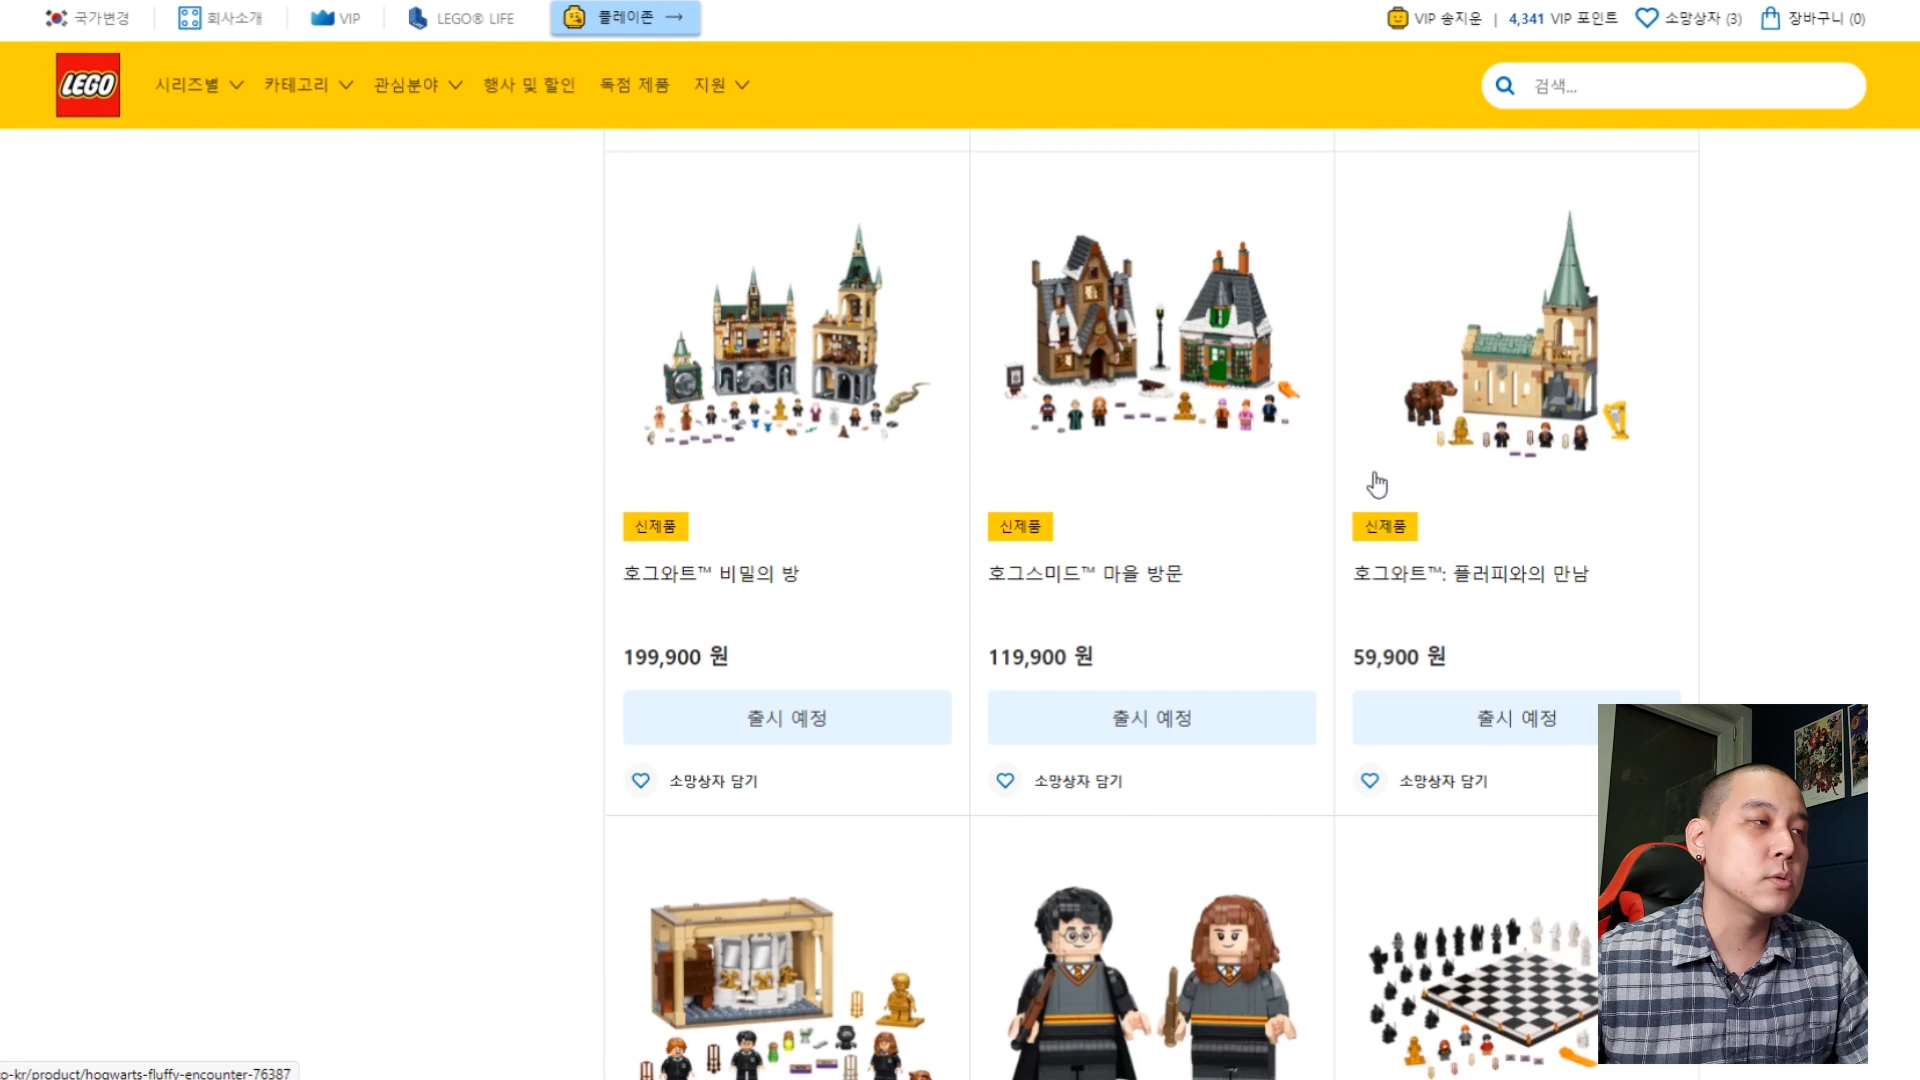 국가변경
회사소개
VIP
LEGO® LIFE
플레이존 →
VIP 송지운 | 4,341 VIP 포인트
소망상자 (3)
장바구니 (0)
LEGO
시리즈별
카테고리
관심분야
행사 및 할인
독점 제품
지원
검색...
신제품
호그와트™ 비밀의 방
199,900 원
출시 예정
소망상자 담기
신제품
호그스미드™ 마을 방문
119,900 원
출시 예정
소망상자 담기
신제품
호그와트™: 플러피와의 만남
59,900 원
출시 예정
소망상자 담기
o-kr/product/hogwarts-fluffy-encounter-76387